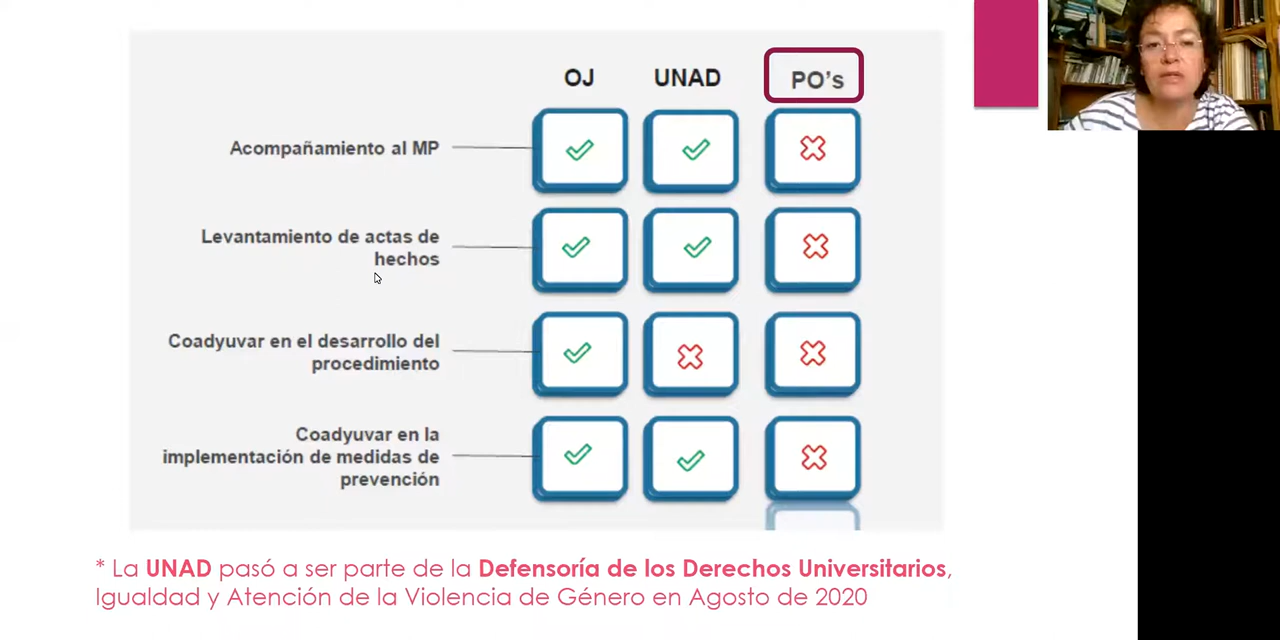 OJ UNAD PO's
Acompañamiento al MP
Levantamiento de actas de
hechos
Coadyuvar en el desarrollo del
procedimiento
Coadyuvar en la
implementación de medidas de
prevención
* La UNAD pasó a ser parte de la Defensoría de los Derechos Universitarios,
Igualdad y Atención de la Violencia de Género en Agosto de 2020